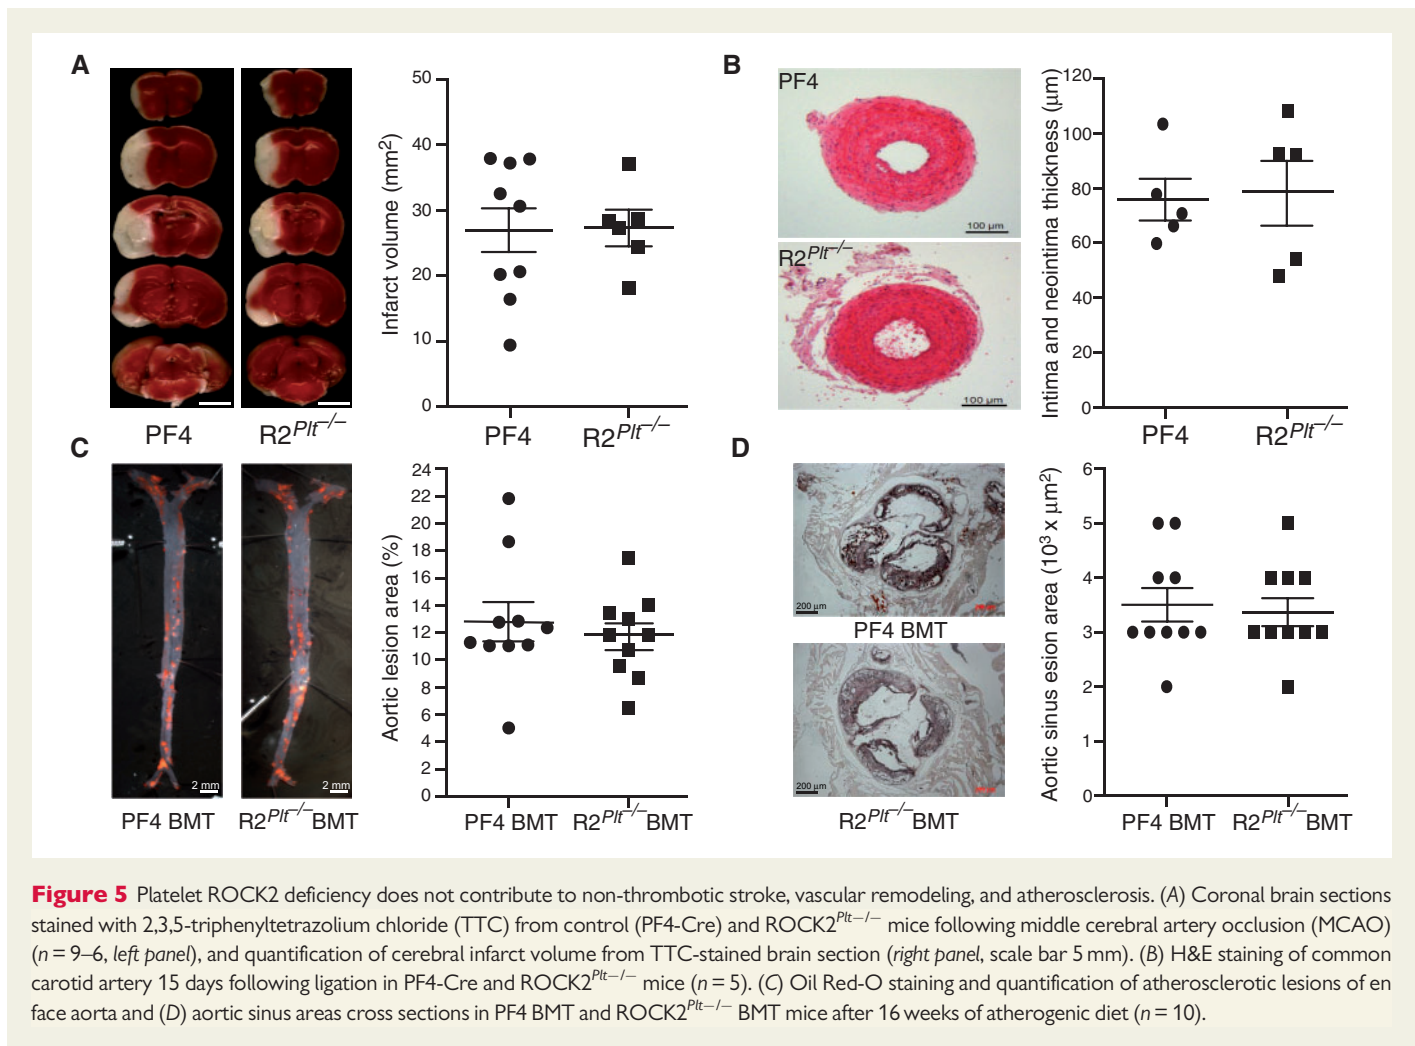 A
50
40
30
20
10
0
Infarct volume (mm2)
PF4
R2Plt−/−
PF4
R2Plt−/−
B
PF4
100 μm
R2Plt−/−
100 μm
120
100
80
60
40
20
0
Intima and neointima thickness (μm)
PF4
R2Plt−/−
C
2 mm
2 mm
PF4 BMT
R2Plt−/−BMT
24
22
20
18
16
14
12
10
8
6
4
2
0
Aortic lesion area (%)
PF4 BMT
R2Plt−/−BMT
D
200 μm
PF4 BMT
200 μm
R2Plt−/−BMT
6
5
4
3
2
1
0
Aortic sinus esion area (10³ x μm²)
PF4 BMT
R2Plt−/−BMT
Figure 5 Platelet ROCK2 deficiency does not contribute to non-thrombotic stroke, vascular remodeling, and atherosclerosis. (A) Coronal brain sections
stained with 2,3,5-triphenyltetrazolium chloride (TTC) from control (PF4-Cre) and ROCK2Plt−/− mice following middle cerebral artery occlusion (MCAO)
(n = 9–6, left panel), and quantification of cerebral infarct volume from TTC-stained brain section (right panel, scale bar 5 mm). (B) H&E staining of common
carotid artery 15 days following ligation in PF4-Cre and ROCK2Plt−/− mice (n = 5). (C) Oil Red-O staining and quantification of atherosclerotic lesions of en
face aorta and (D) aortic sinus areas cross sections in PF4 BMT and ROCK2Plt−/− BMT mice after 16 weeks of atherogenic diet (n = 10).